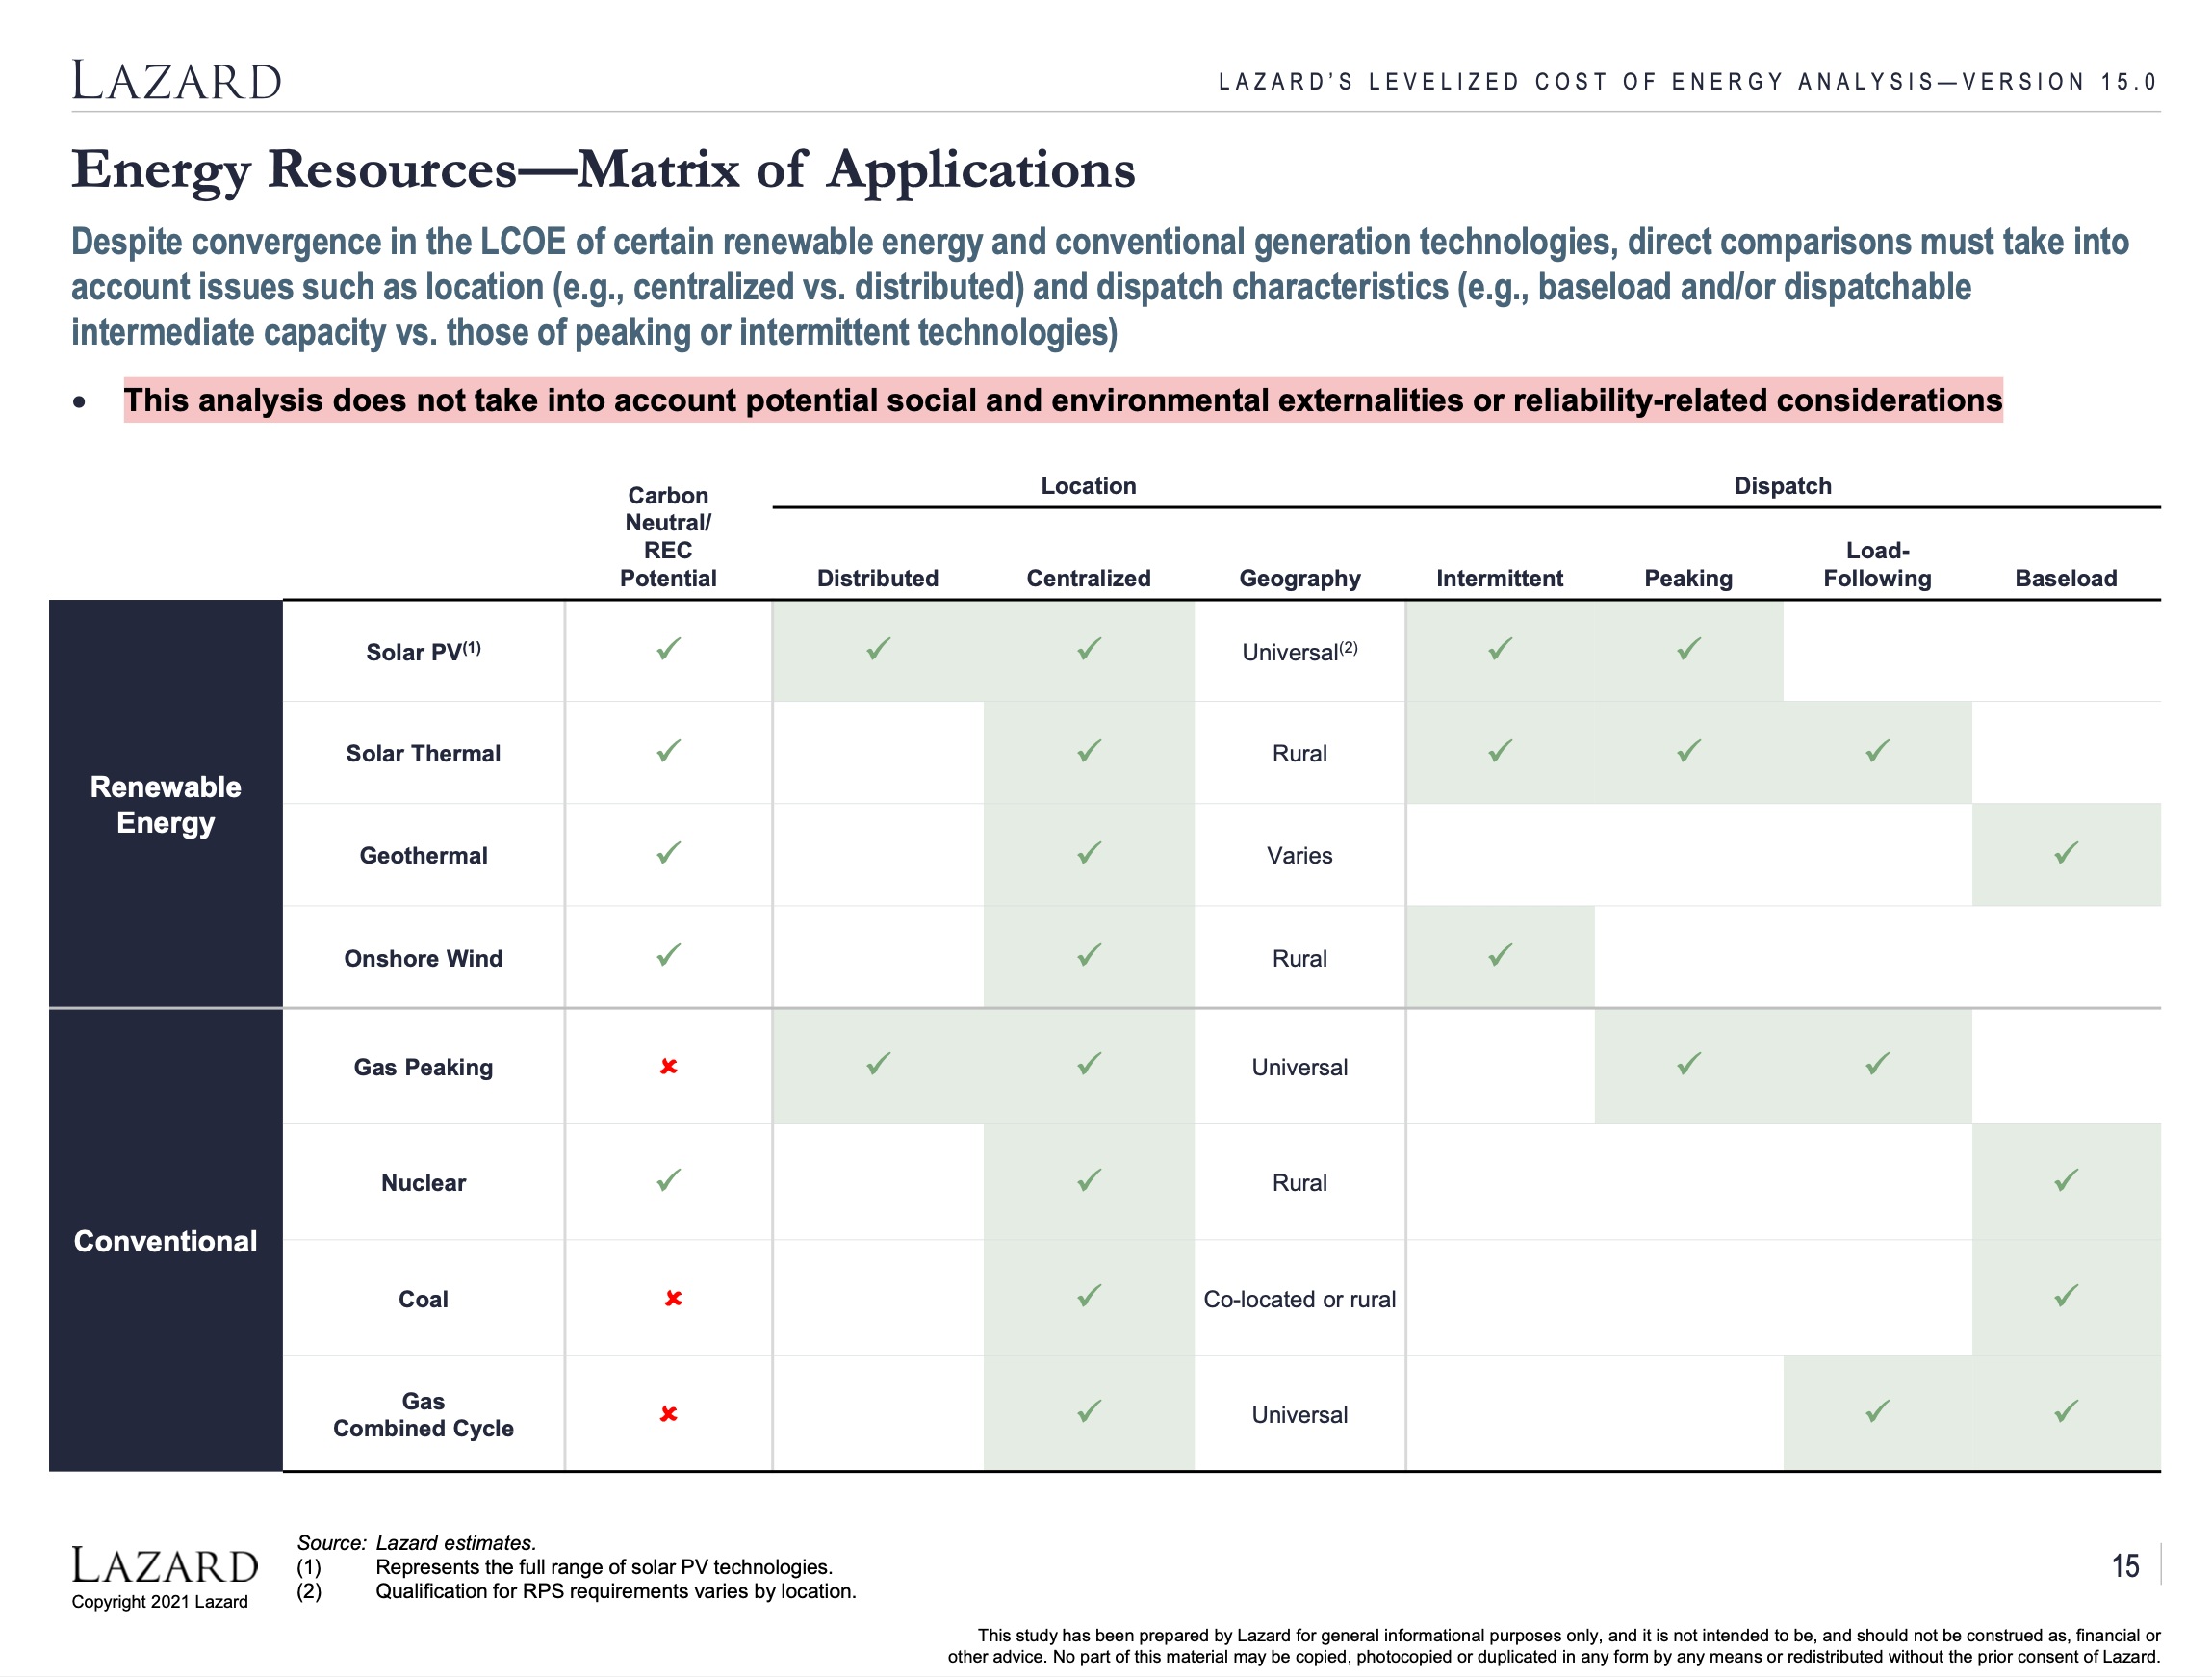 LAZARD
LAZARD'S LEVELIZED COST OF ENERGY ANALYSIS—VERSION 15.0
Energy Resources—Matrix of Applications
Despite convergence in the LCOE of certain renewable energy and conventional generation technologies, direct comparisons must take into
account issues such as location (e.g., centralized vs. distributed) and dispatch characteristics (e.g., baseload and/or dispatchable
intermediate capacity vs. those of peaking or intermittent technologies)
• This analysis does not take into account potential social and environmental externalities or reliability-related considerations
Carbon
Neutral/
REC
Potential
Location
Dispatch
Distributed
Centralized
Geography
Intermittent
Peaking
Load-
Following
Baseload
Renewable
Energy
Solar PV(1) ✓ ✓ ✓ Universal(2) ✓ ✓
Solar Thermal ✓ ✓ Rural ✓ ✓ ✓
Geothermal ✓ ✓ Varies ✓
Onshore Wind ✓ ✓ Rural ✓
Conventional
Gas Peaking ✘ ✓ ✓ Universal ✓ ✓
Nuclear ✓ ✓ Rural ✓
Coal ✘ ✓ Co-located or rural ✓
Gas
Combined Cycle ✘ ✓ Universal ✓ ✓
LAZARD
Copyright 2021 Lazard
Source: Lazard estimates.
(1) Represents the full range of solar PV technologies.
(2) Qualification for RPS requirements varies by location.
15
This study has been prepared by Lazard for general informational purposes only, and it is not intended to be, and should not be construed as, financial or
other advice. No part of this material may be copied, photocopied or duplicated in any form by any means or redistributed without the prior consent of Lazard.